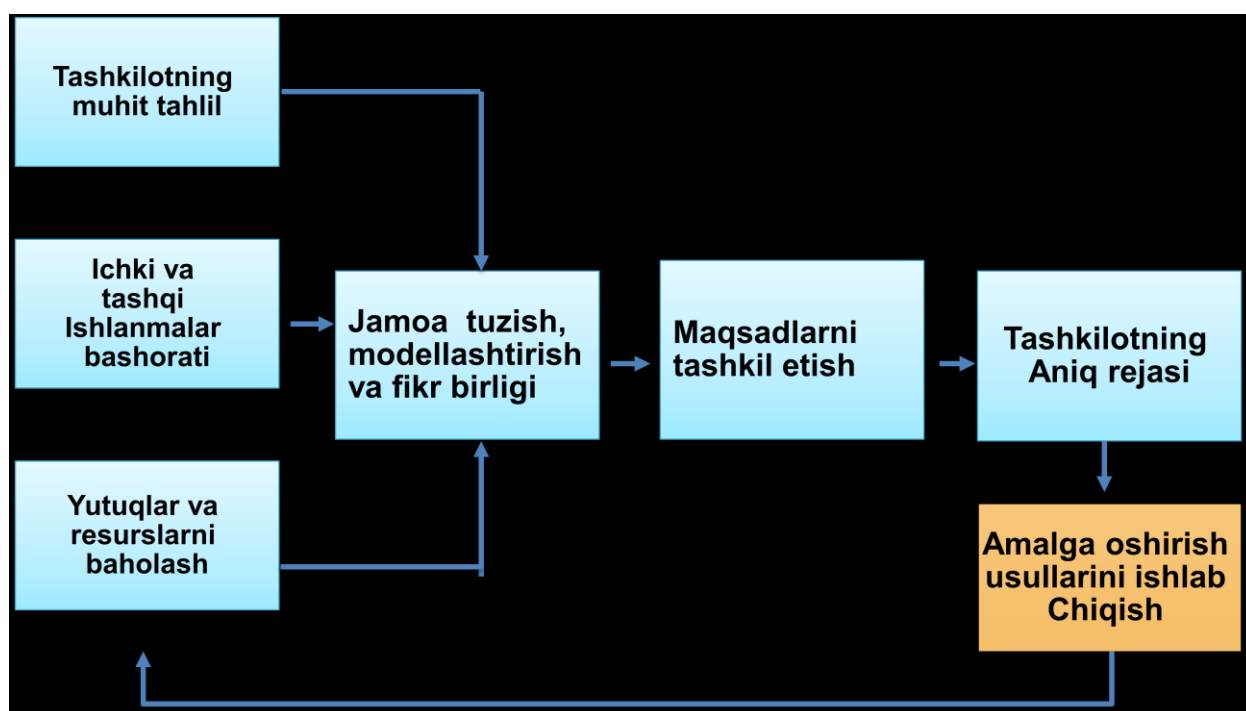 Tashkilotning
muhit tahlil
Ichki va
tashqi
Ishlanmalar
bashorati
Yutuqlar va
resurslarni
baholash
Jamoa tuzish,
modellashtirish
va fikr birligi
Maqsadlarni
tashkil etish
Tashkilotning
Aniq rejasi
Amalga oshirish
usullarini ishlab
Chiqish